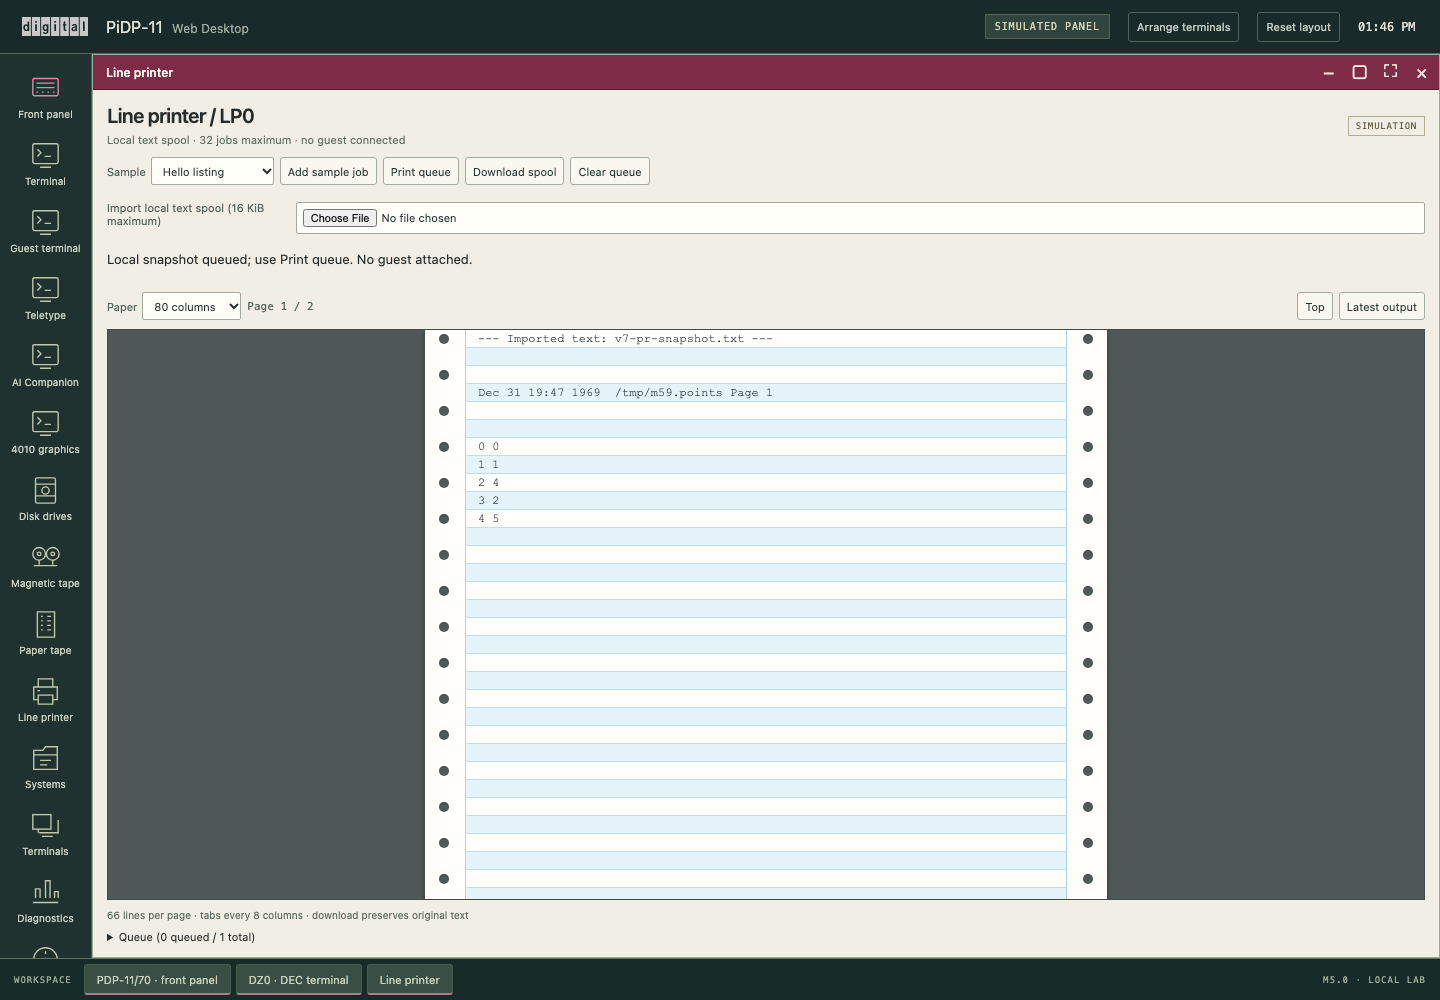 digital PiDP-11 Web Desktop SIMULATED PANEL Arrange terminals Reset layout 01:46 PM
Front panel
Terminal
Guest terminal
Teletype
AI Companion
4010 graphics
Disk drives
Magnetic tape
Paper tape
Line printer
Systems
Terminals
Diagnostics
Line printer
Line printer / LP0
Local text spool · 32 jobs maximum · no guest connected
SIMULATION
Sample Hello listing Add sample job Print queue Download spool Clear queue
Import local text spool (16 KiB
maximum)
Choose File No file chosen
Local snapshot queued; use Print queue. No guest attached.
Paper 80 columns Page 1 / 2 Top Latest output
--- Imported text: v7-pr-snapshot.txt ---
Dec 31 19:47 1969  /tmp/m59.points Page 1
0 0
1 1
2 4
3 2
4 5
66 lines per page · tabs every 8 columns · download preserves original text
Queue (0 queued / 1 total)
WORKSPACE PDP-11/70 · front panel DZ0 · DEC terminal Line printer M5.0 · LOCAL LAB